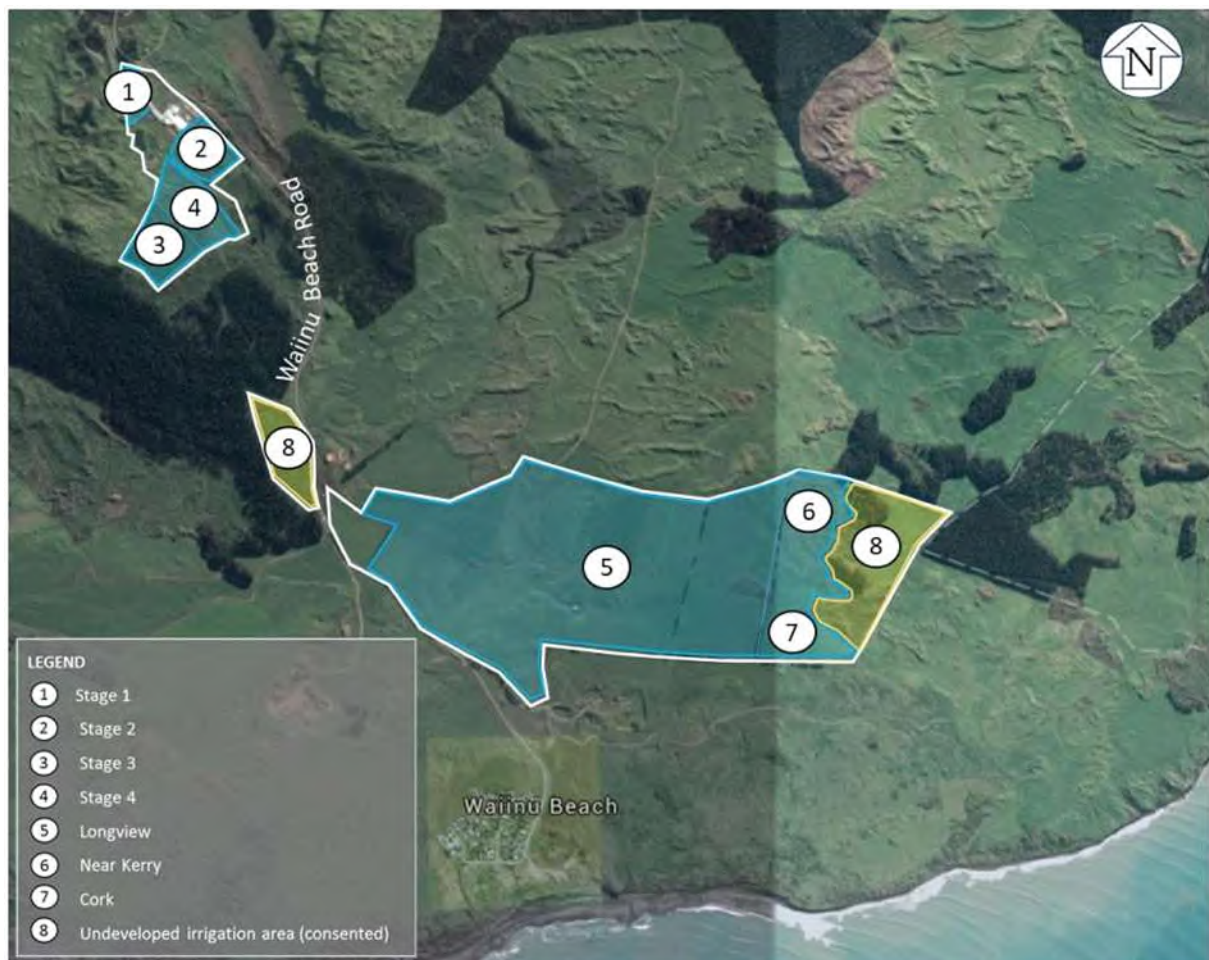 N
1
2
4
3
Waiinu Beach Road
8
6
8
5
7
Waiinu Beach
LEGEND
1 Stage 1
2 Stage 2
3 Stage 3
4 Stage 4
5 Longview
6 Near Kerry
7 Cork
8 Undeveloped irrigation area (consented)